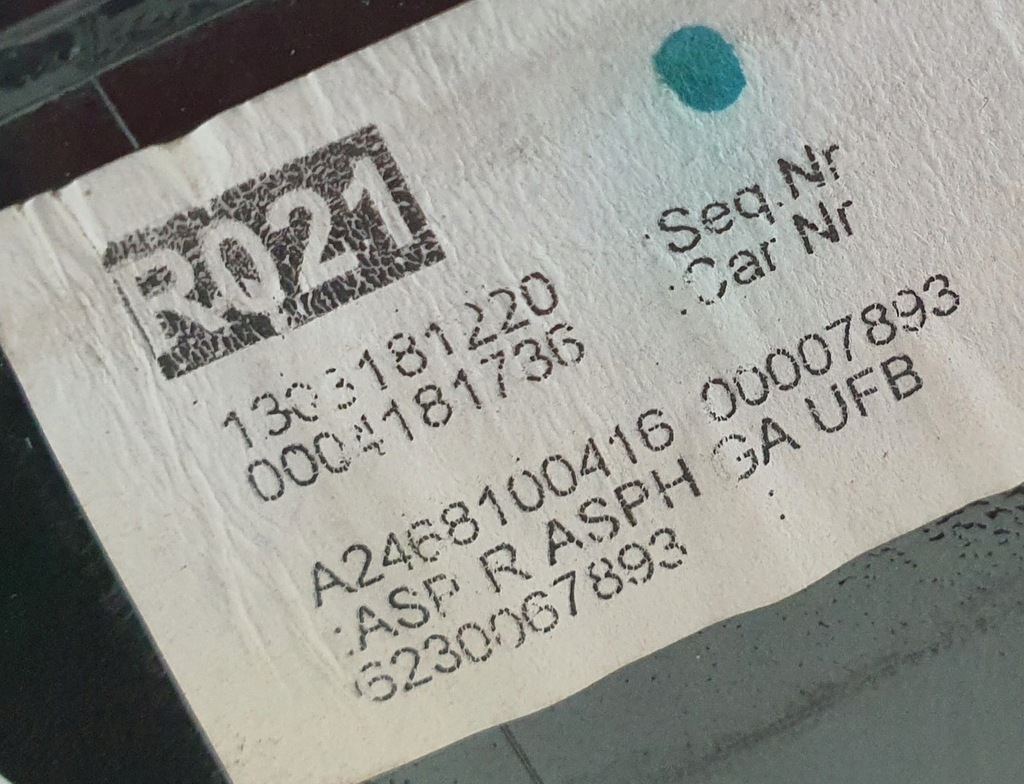 R021
Seq.Nr
Car Nr
1303181220
0004181736
A2468100416 00007893
ASP R ASPH GA UFB
6230067893